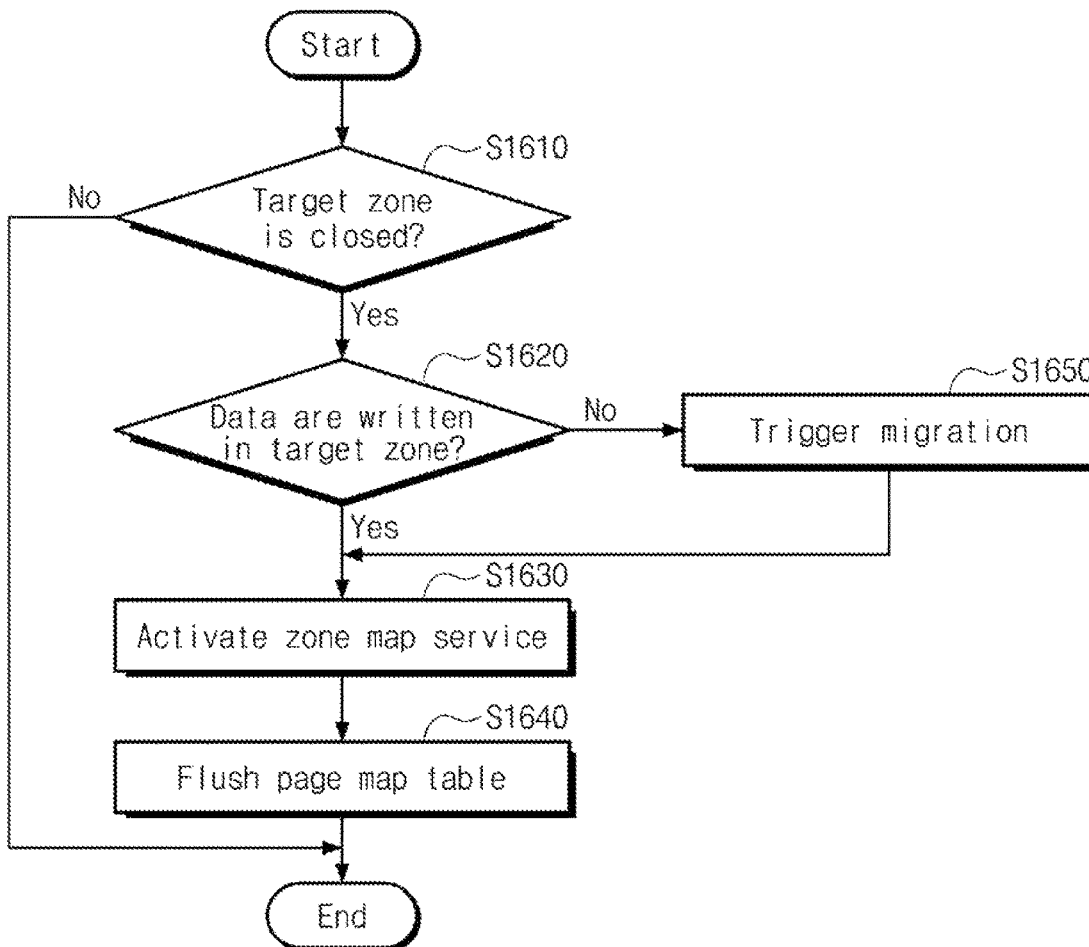 Start
S1610
No
Target zone
is closed?
Yes
S1620
S1650
Data are written
in target zone?
No
Trigger migration
Yes
S1630
Activate zone map service
S1640
Flush page map table
End